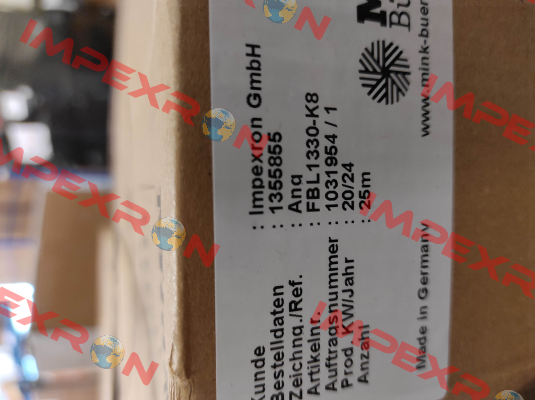 Kunde : Impexron GmbH
Bestelldaten : 1355855
Zeichng./Ref. : Anq
Artikelnr. : FBL1330-K8
Auftragsnummer : 1031954 / 1
Prod. KW/Jahr : 20/24
Anzahl : 25m
Made in Germany
www.mink-buer
IMPEXRON
IMPEXRON
IMPEXRON
IMPEXRON
IMPEXRON